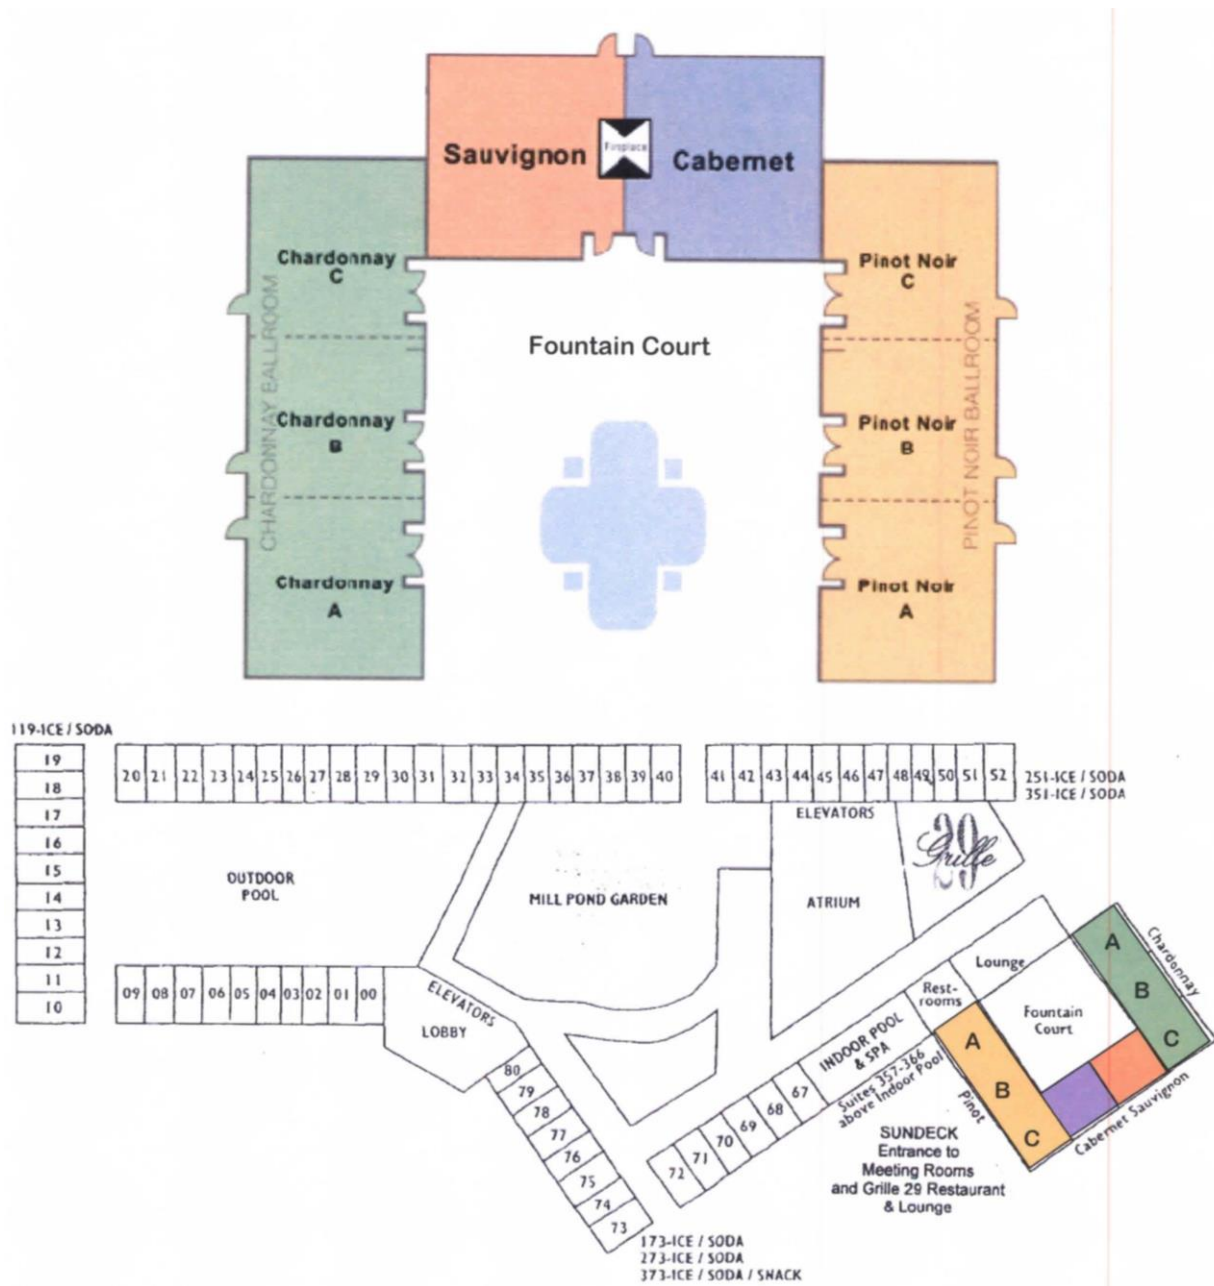 Sauvignon
Fireplace
Cabernet
Chardonnay
C
Pinot Noir
C
CHARDONNAY BALLROOM
PINOT NOIR BALLROOM
Fountain Court
Chardonnay
B
Pinot Noir
B
Chardonnay
A
Pinot Noir
A
119-ICE / SODA
19
18
17
16
15
14
13
12
11
10
20 21 22 23 24 25 26 27 28 29 30 31 32 33 34 35 36 37 38 39 40
41 42 43 44 45 46 47 48 49 50 51 52
251-ICE / SODA
351-ICE / SODA
ELEVATORS
29
Grille
OUTDOOR
POOL
MILL POND GARDEN
ATRIUM
09 08 07 06 05 04 03 02 01 00
ELEVATORS
LOBBY
80
79
78
77
76
75
74
73
72 71 70 69 68 67
INDOOR POOL
& SPA
Suites 357-366
above Indoor Pool
Rest-
rooms
Lounge
Fountain
Court
A
B
C
Chardonnay
A
B
C
Pinot
Cabernet Sauvignon
SUNDECK
Entrance to
Meeting Rooms
and Grille 29 Restaurant
& Lounge
173-ICE / SODA
273-ICE / SODA
373-ICE / SODA / SNACK